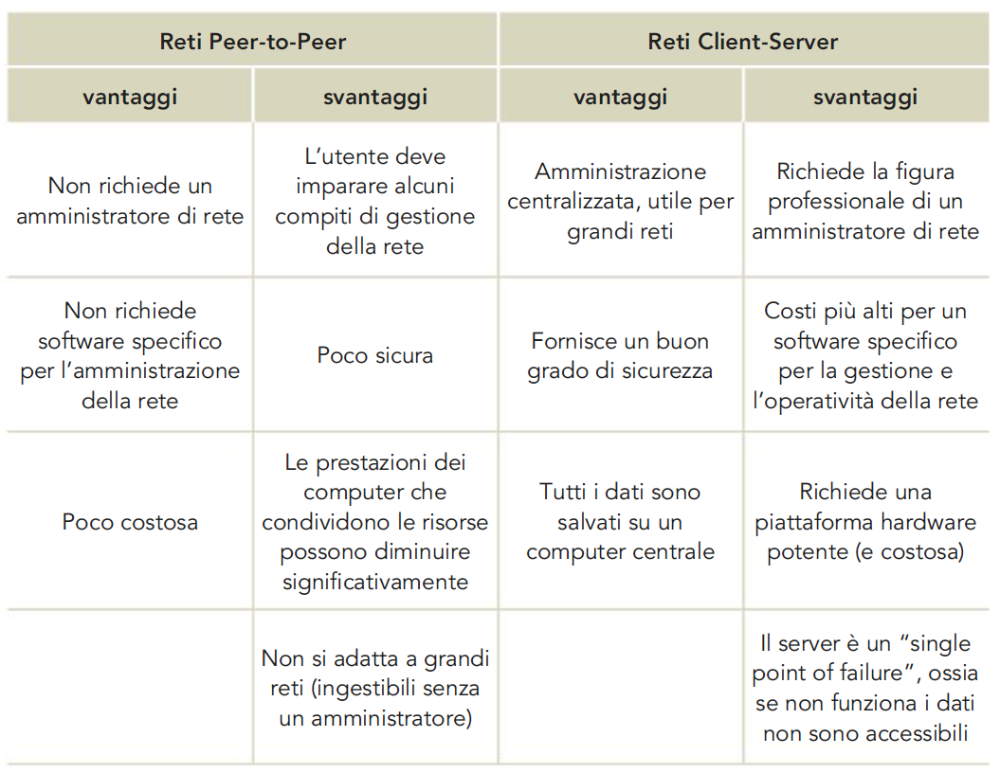 Reti Peer-to-Peer
Reti Client-Server
vantaggi
svantaggi
vantaggi
svantaggi
Non richiede un
amministratore di rete
L'utente deve
imparare alcuni
compiti di gestione
della rete
Amministrazione
centralizzata, utile per
grandi reti
Richiede la figura
professionale di un
amministratore di rete
Non richiede
software specifico
per l'amministrazione
della rete
Poco sicura
Fornisce un buon
grado di sicurezza
Costi più alti per un
software specifico
per la gestione e
l'operatività della rete
Poco costosa
Le prestazioni dei
computer che
condividono le risorse
possono diminuire
significativamente
Tutti i dati sono
salvati su un
computer centrale
Richiede una
piattaforma hardware
potente (e costosa)
Non si adatta a grandi
reti (ingestibili senza
un amministratore)
Il server è un "single
point of failure", ossia
se non funziona i dati
non sono accessibili